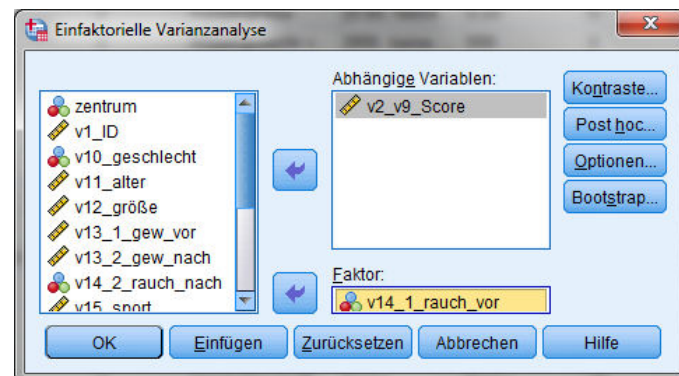 Einfaktorielle Varianzanalyse
zentrum
v1_ID
v10_geschlecht
v11_alter
v12_größe
v13_1_gew_vor
v13_2_gew_nach
v14_2_rauch_nach
v15_sport
Abhängige Variablen:
v2_v9_Score
Faktor:
v14_1_rauch_vor
Kontraste...
Post hoc...
Optionen...
Bootstrap...
OK
Einfügen
Zurücksetzen
Abbrechen
Hilfe